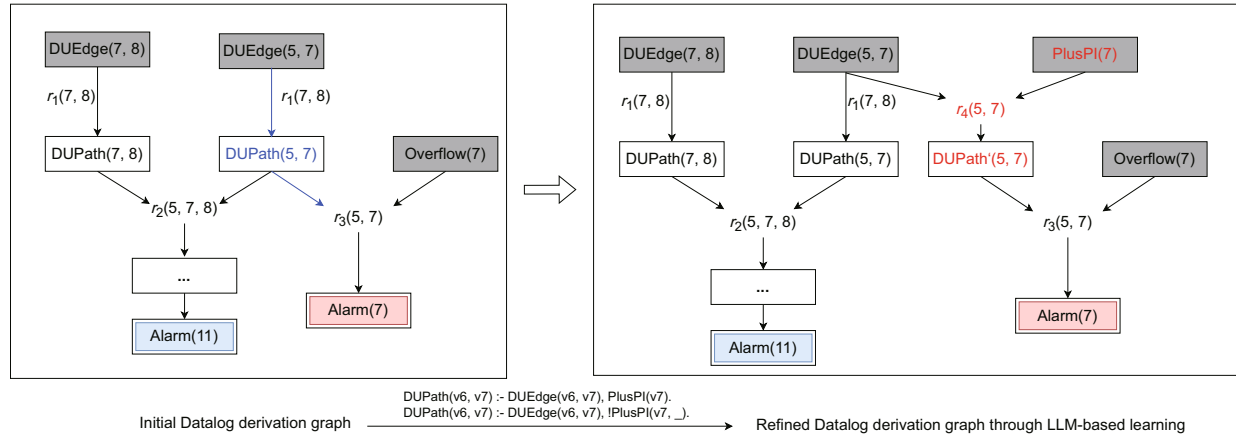 DUEdge(7, 8)
DUEdge(5, 7)
r1(7, 8)
r1(7, 8)
DUPath(7, 8)
DUPath(5, 7)
Overflow(7)
r2(5, 7, 8)
r3(5, 7)
...
Alarm(7)
Alarm(11)
DUEdge(7, 8)
DUEdge(5, 7)
PlusPI(7)
r1(7, 8)
r1(7, 8)
r4(5, 7)
DUPath(7, 8)
DUPath(5, 7)
DUPath'(5, 7)
Overflow(7)
r2(5, 7, 8)
r3(5, 7)
...
Alarm(7)
Alarm(11)
Initial Datalog derivation graph
DUPath(v6, v7) :- DUEdge(v6, v7), PlusPI(v7).
DUPath(v6, v7) :- DUEdge(v6, v7), !PlusPI(v7, _).
Refined Datalog derivation graph through LLM-based learning